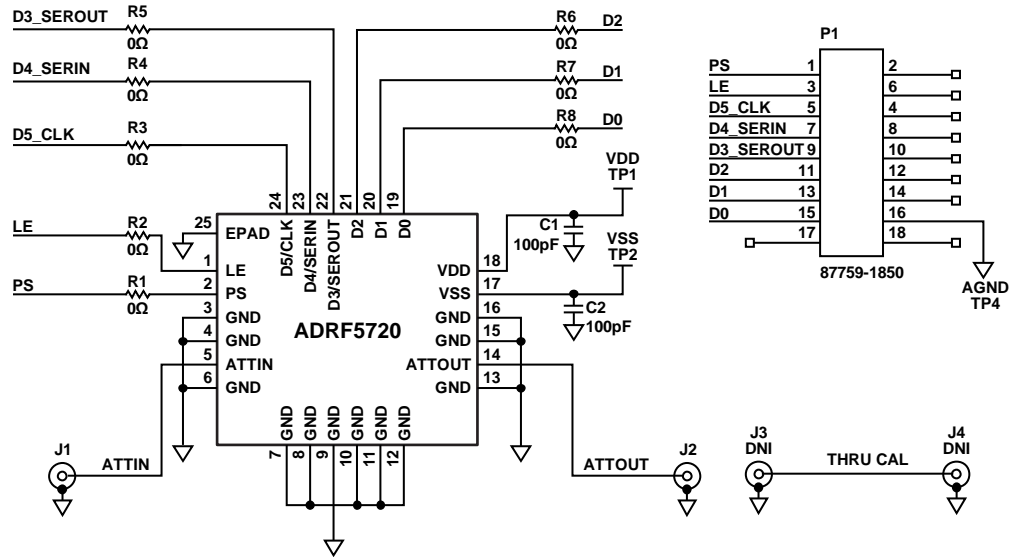 D3_SEROUT R5
0Ω
D4_SERIN R4
0Ω
D5_CLK R3
0Ω
LE R2
0Ω
PS R1
0Ω
R6 D2
0Ω
R7 D1
0Ω
R8 D0
0Ω
VDD
TP1
C1
100pF
VSS
TP2
C2
100pF
24 23 22 21 20 19
D5/CLK D4/SERIN D3/SEROUT D2 D1 D0
25 EPAD
1 LE
2 PS
3 GND
4 GND
5 ATTIN
6 GND
ADRF5720
VDD 18
VSS 17
GND 16
GND 15
ATTOUT 14
GND 13
GND GND GND GND GND GND
7 8 9 10 11 12
J1
ATTIN
ATTOUT
J2
P1
PS 1 2
LE 3 6
D5_CLK 5 4
D4_SERIN 7 8
D3_SEROUT 9 10
D2 11 12
D1 13 14
D0 15 16
17 18
87759-1850
AGND
TP4
J3
DNI
THRU CAL
J4
DNI